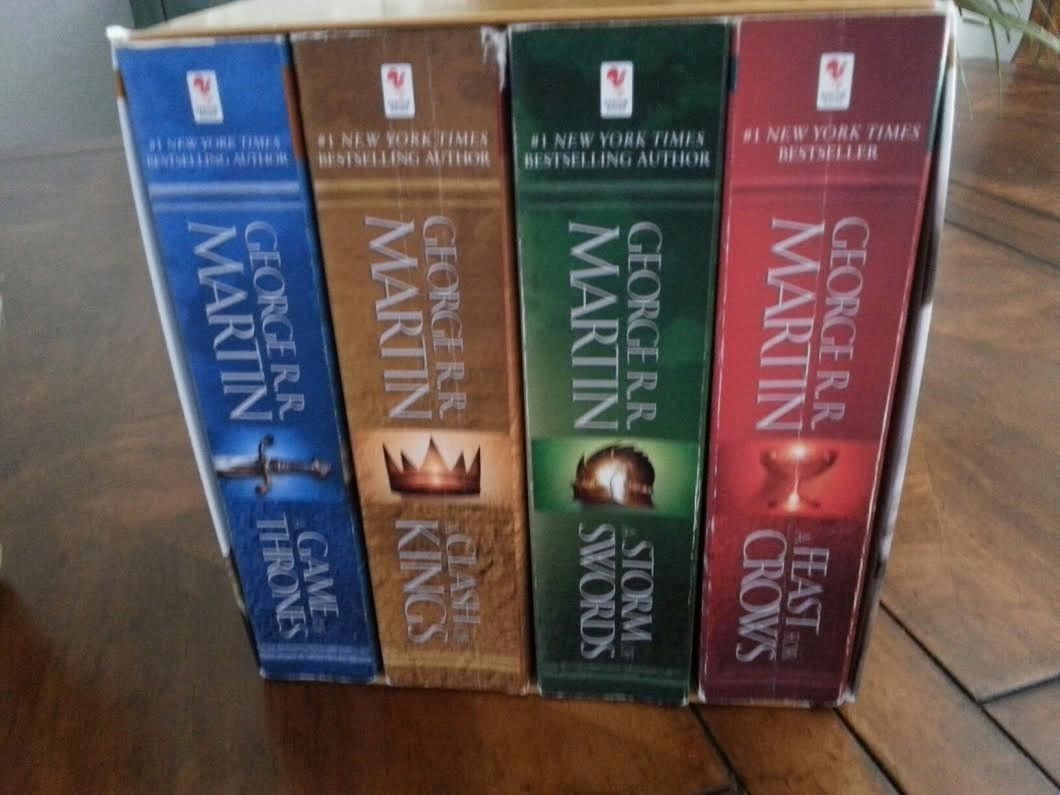 #1 NEW YORK TIMES
BESTSELLING AUTHOR
GEORGE R. R.
MARTIN
A GAME OF
THRONES
#1 NEW YORK TIMES
BESTSELLING AUTHOR
GEORGE R. R.
MARTIN
A CLASH OF
KINGS
#1 NEW YORK TIMES
BESTSELLING AUTHOR
GEORGE R. R.
MARTIN
A STORM OF
SWORDS
#1 NEW YORK TIMES
BESTSELLER
GEORGE R. R.
MARTIN
A FEAST FOR
CROWS